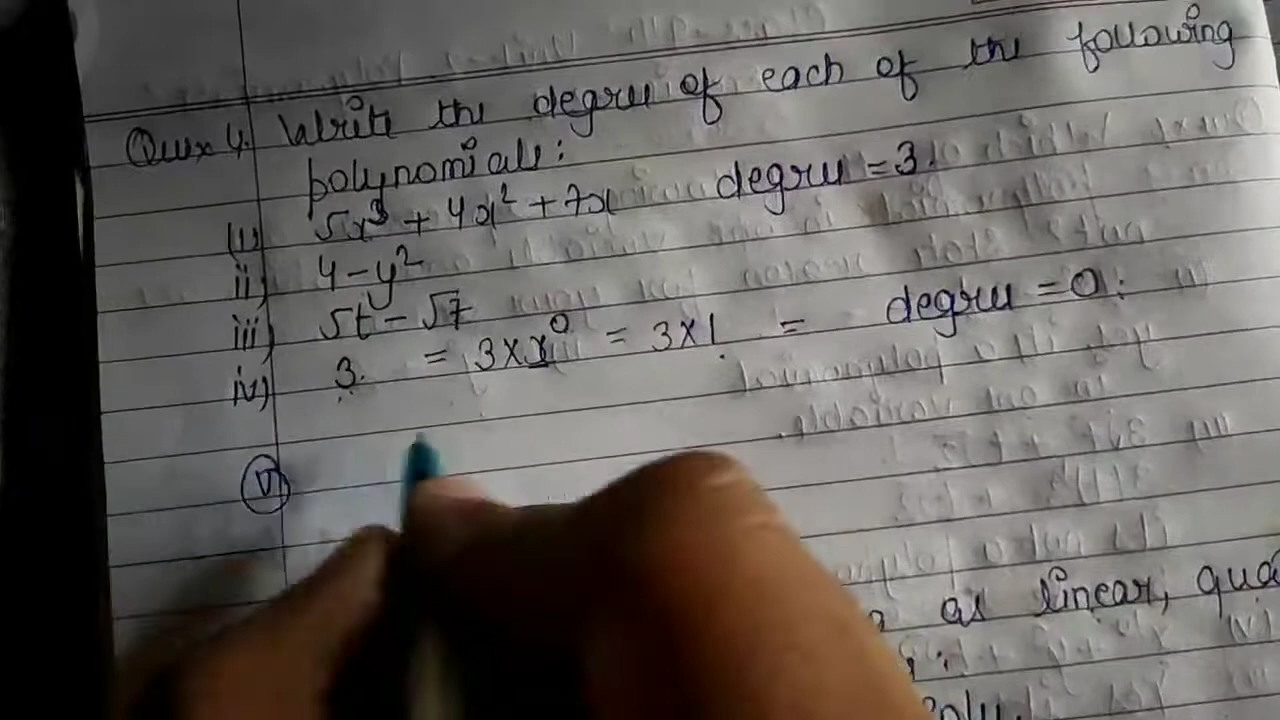 Ques 4. Write the degree of each of the following
polynomials:
(i) 5x³ + 4x² + 7x degree = 3.
ii) 4 - y²
iii) 5t - √7
iv) 3. = 3×x⁰ = 3×1 = degree = 0.
(v)
as linear, qua
poly.